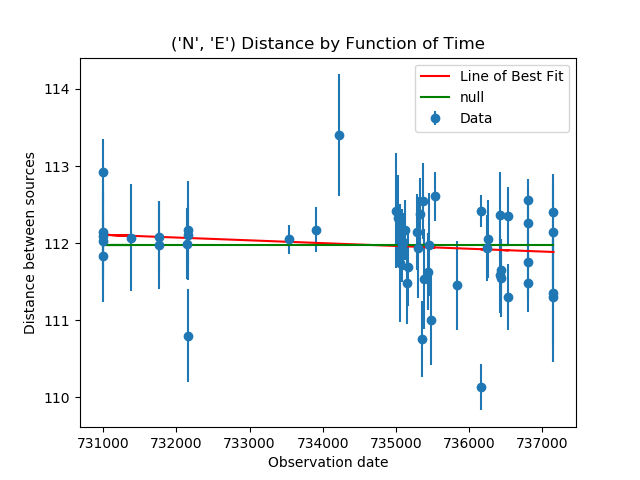 ('N', 'E') Distance by Function of Time
Line of Best Fit
null
Data
114
113
112
111
110
Distance between sources
731000 732000 733000 734000 735000 736000 737000
Observation date